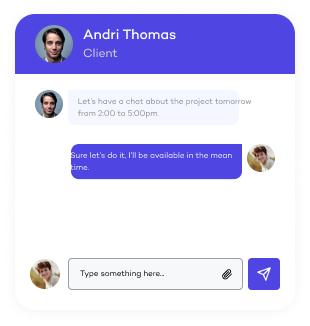 Andri Thomas
Client
Let's have a chat about the project tomorrow
from 2:00 to 5:00pm.
Sure let's do it, I'll be available in the mean
time.
Type something here..